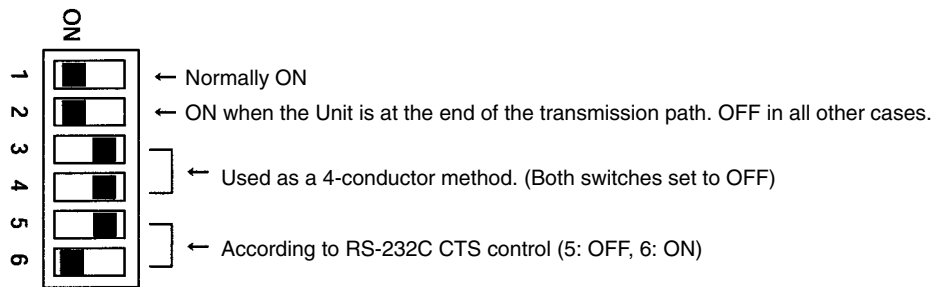 ON
1 ← Normally ON
2 ← ON when the Unit is at the end of the transmission path. OFF in all other cases.
3
4
← Used as a 4-conductor method. (Both switches set to OFF)
5
6
← According to RS-232C CTS control (5: OFF, 6: ON)